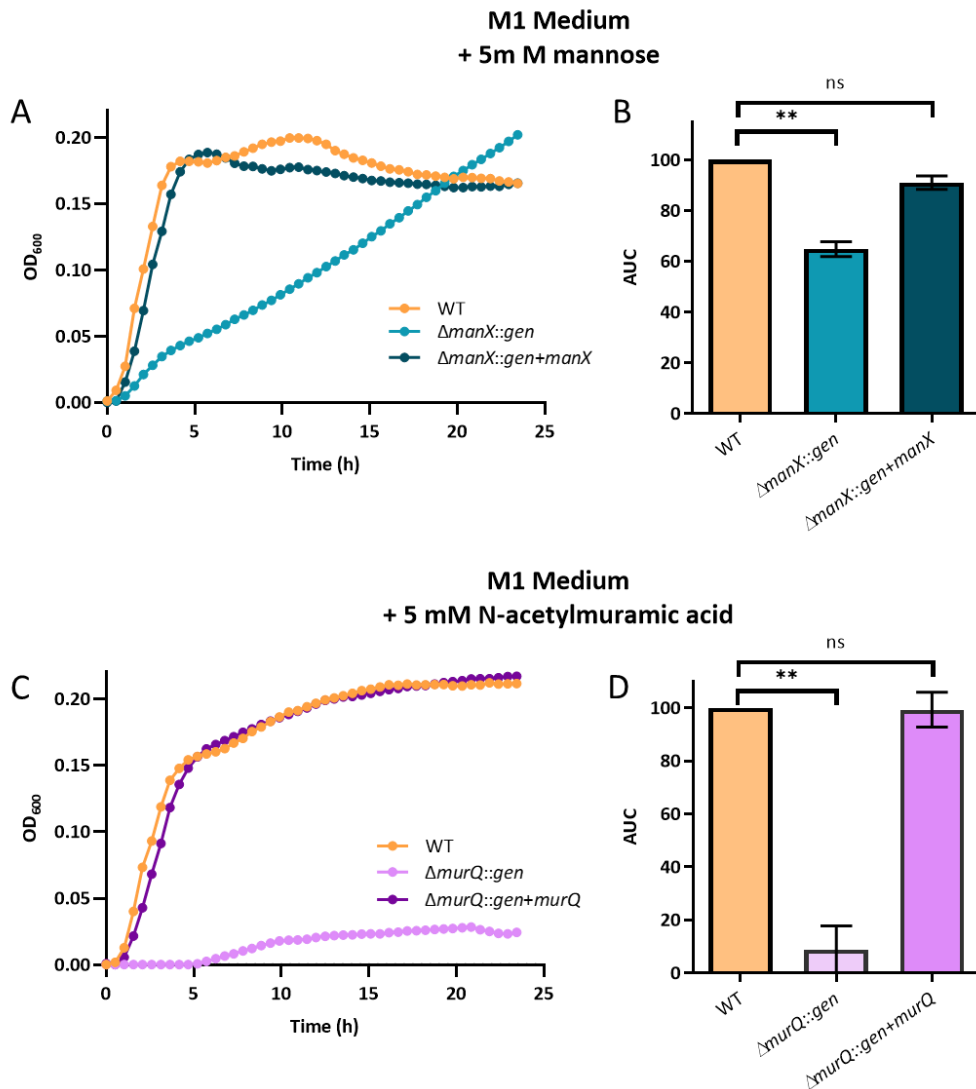 M1 Medium
+ 5m M mannose
A
0.20
0.15
0.10
0.05
0.00
OD600
0
5
10
15
20
25
Time (h)
WT
ΔmanX::gen
ΔmanX::gen+manX
B
ns
**
100
80
60
40
20
0
AUC
WT
ΔmanX::gen
ΔmanX::gen+manX
M1 Medium
+ 5 mM N-acetylmuramic acid
C
0.20
0.15
0.10
0.05
0.00
OD600
0
5
10
15
20
25
Time (h)
WT
ΔmurQ::gen
ΔmurQ::gen+murQ
D
ns
**
100
80
60
40
20
0
AUC
WT
ΔmurQ::gen
ΔmurQ::gen+murQ